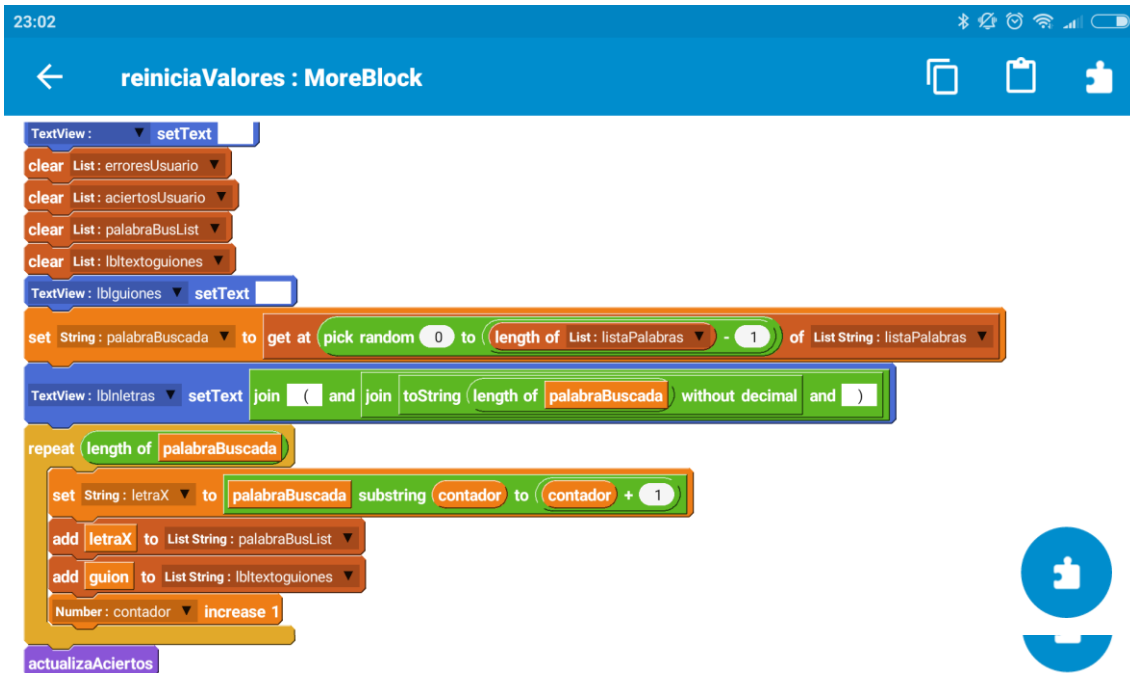 23:02
reiniciaValores : MoreBlock
TextView : setText
clear List : erroresUsuario
clear List : aciertosUsuario
clear List : palabraBusList
clear List : lbltextoguiones
TextView : lblguiones setText
set String : palabraBuscada to get at pick random 0 to length of List : listaPalabras - 1 of List String : listaPalabras
TextView : lblnletras setText join ( and join toString length of palabraBuscada without decimal and )
repeat length of palabraBuscada
set String : letraX to palabraBuscada substring contador to contador + 1
add letraX to List String : palabraBusList
add guion to List String : lbltextoguiones
Number : contador increase 1
actualizaAciertos